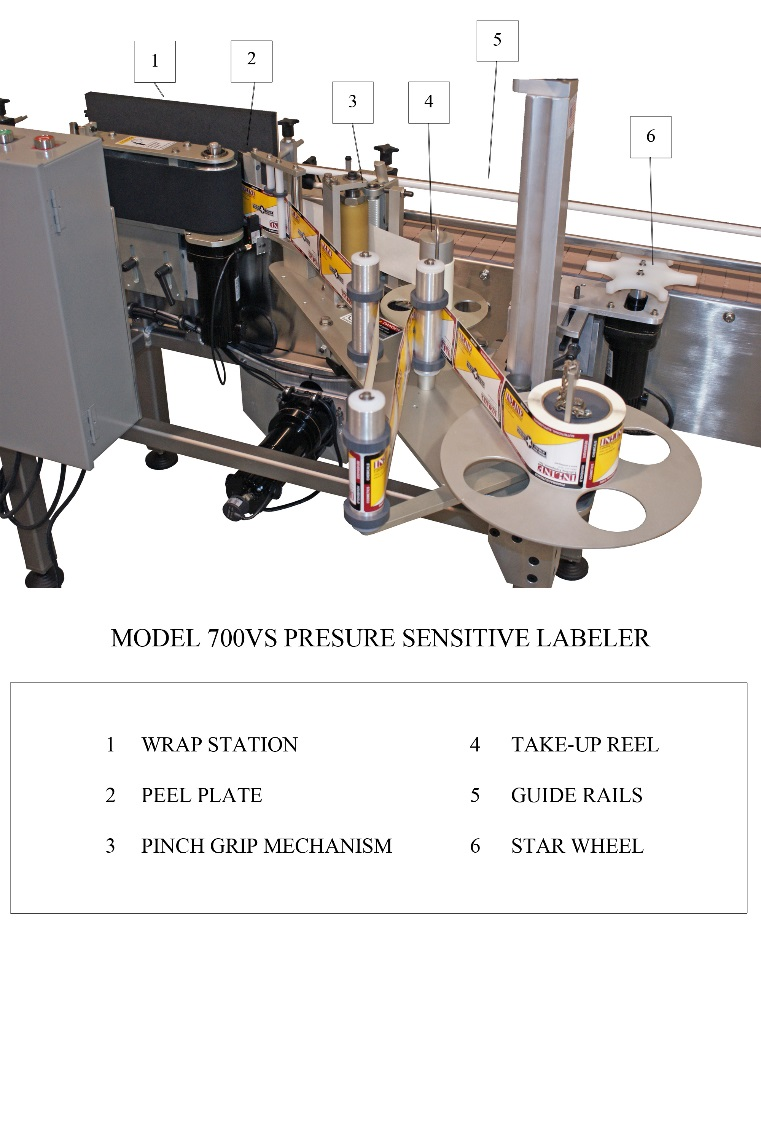 1
2
3
4
5
6
MODEL 700VS PRESURE SENSITIVE LABELER
1 WRAP STATION
4 TAKE-UP REEL
2 PEEL PLATE
5 GUIDE RAILS
3 PINCH GRIP MECHANISM
6 STAR WHEEL